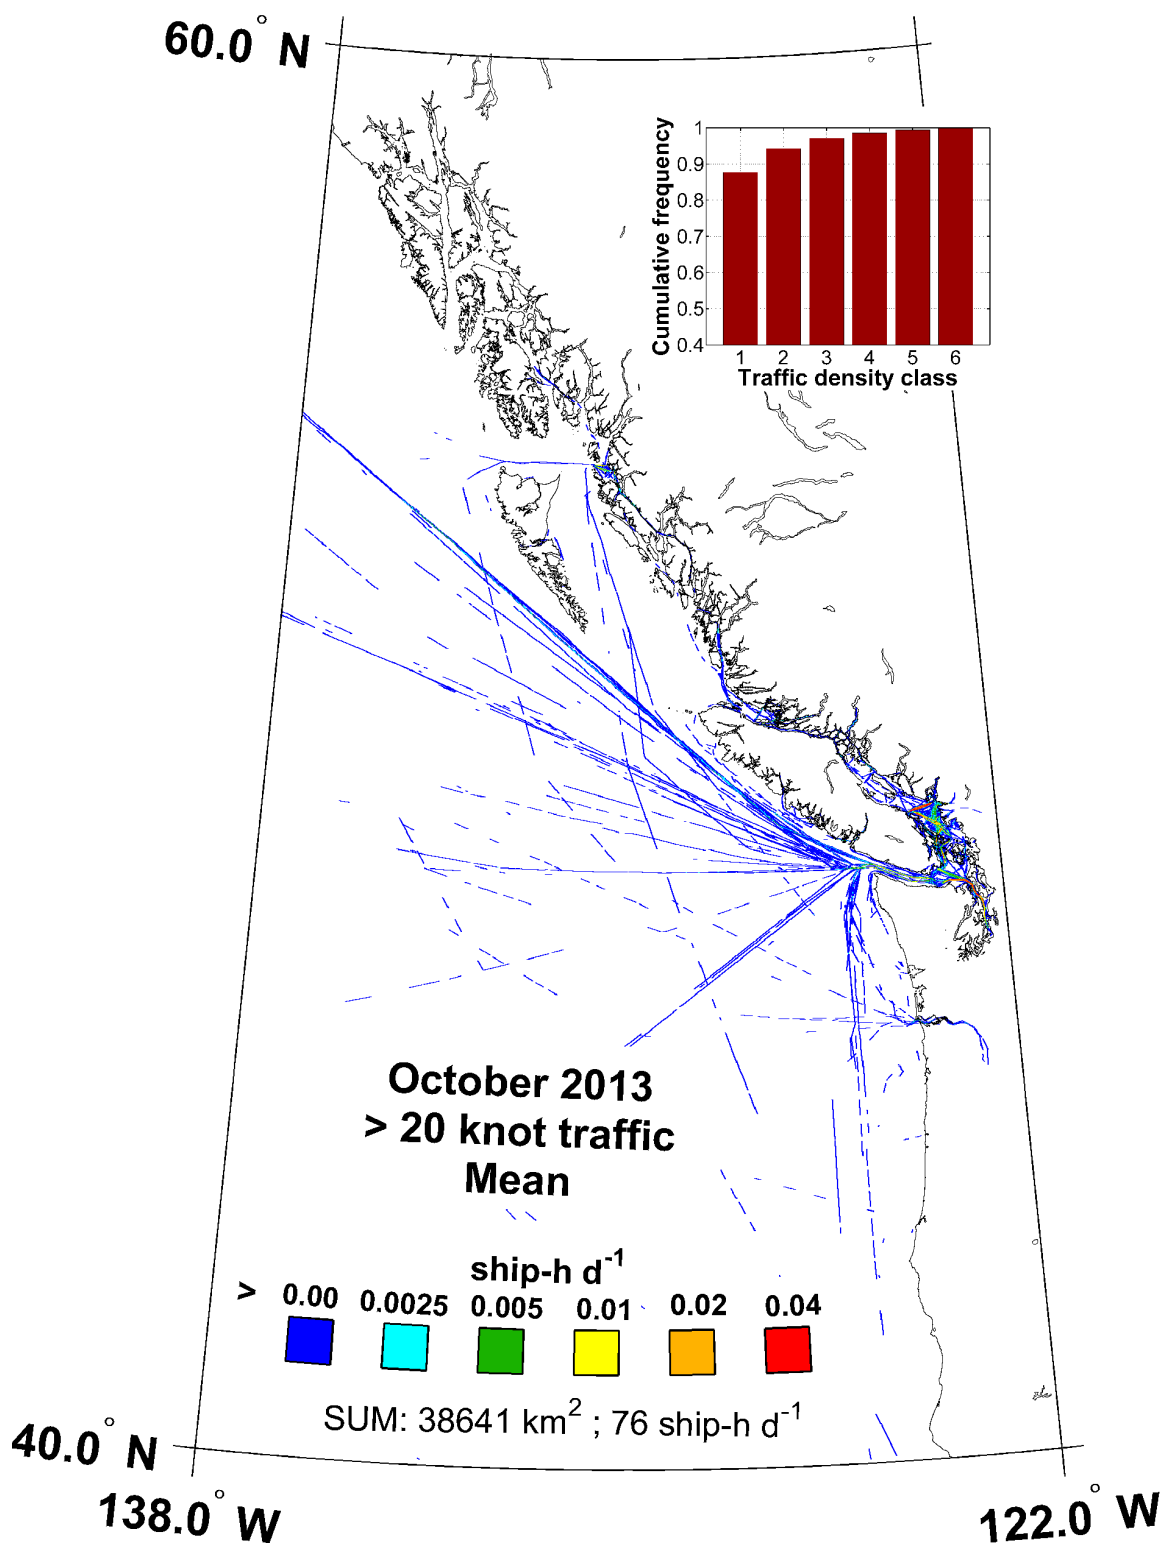 60.0° N
Cumulative frequency
1
0.9
0.8
0.7
0.6
0.5
0.4
1 2 3 4 5 6
Traffic density class
October 2013
> 20 knot traffic
Mean
ship-h d⁻¹
> 0.00 0.0025 0.005 0.01 0.02 0.04
SUM: 38641 km² ; 76 ship-h d⁻¹
40.0° N
138.0° W
122.0° W